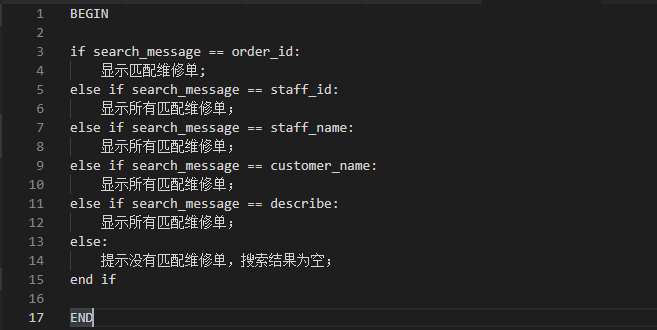 1 BEGIN
2
3 if search_message == order_id:
4 显示匹配维修单;
5 else if search_message == staff_id:
6 显示所有匹配维修单;
7 else if search_message == staff_name:
8 显示所有匹配维修单;
9 else if search_message == customer_name:
10 显示所有匹配维修单;
11 else if search_message == describe:
12 显示所有匹配维修单;
13 else:
14 提示没有匹配维修单，搜索结果为空;
15 end if
16
17 END